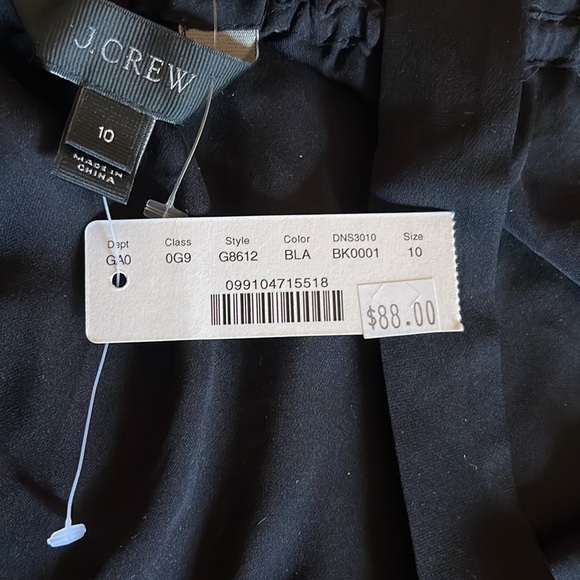 J.CREW
10
MADE IN
CHINA
Dept Class Style Color DNS3010 Size
GA0 0G9 G8612 BLA BK0001 10
099104715518
$88.00